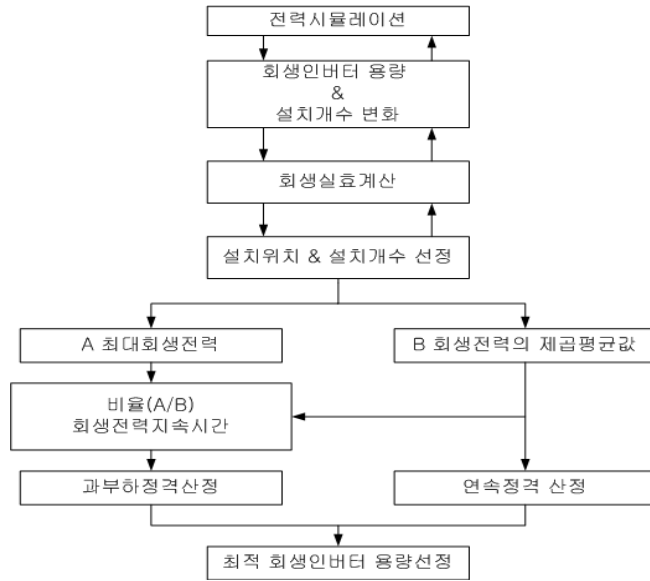 전력시뮬레이션
회생인버터 용량
&
설치개수 변화
회생실효계산
설치위치 & 설치개수 선정
A 최대회생전력
B 회생전력의 제곱평균값
비율(A/B)
회생전력지속시간
과부하정격산정
연속정격 산정
최적 회생인버터 용량선정